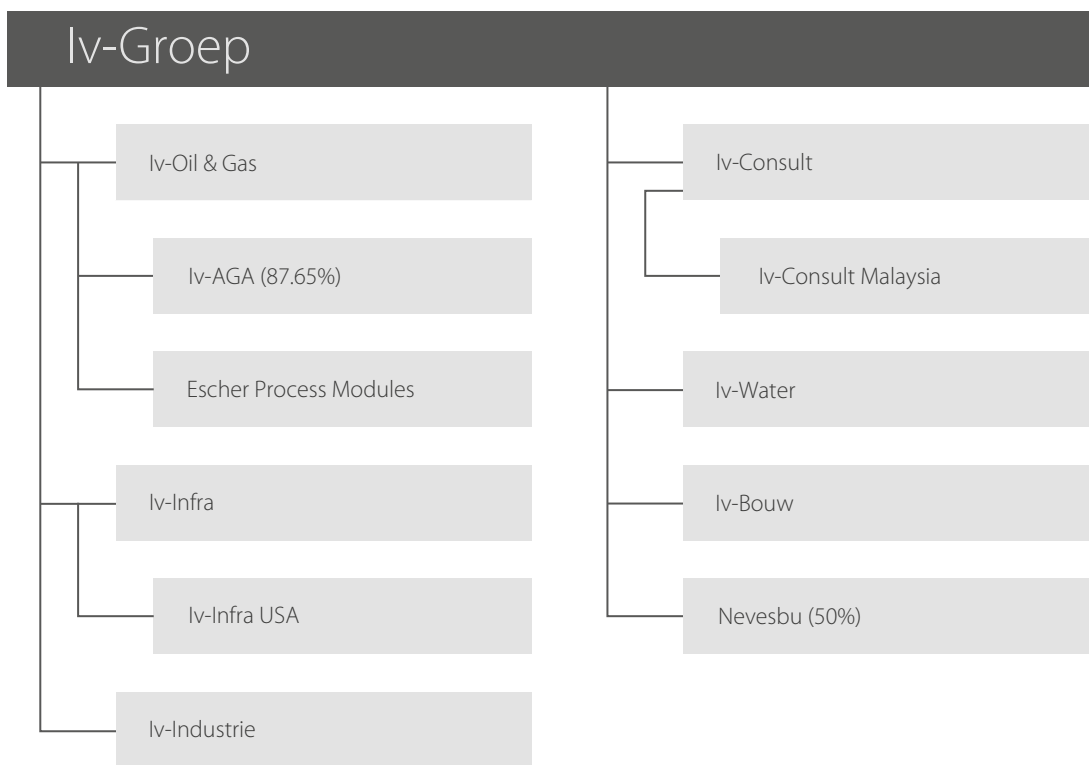 Iv-Groep
Iv-Oil & Gas
Iv-AGA (87.65%)
Escher Process Modules
Iv-Infra
Iv-Infra USA
Iv-Industrie
Iv-Consult
Iv-Consult Malaysia
Iv-Water
Iv-Bouw
Nevesbu (50%)